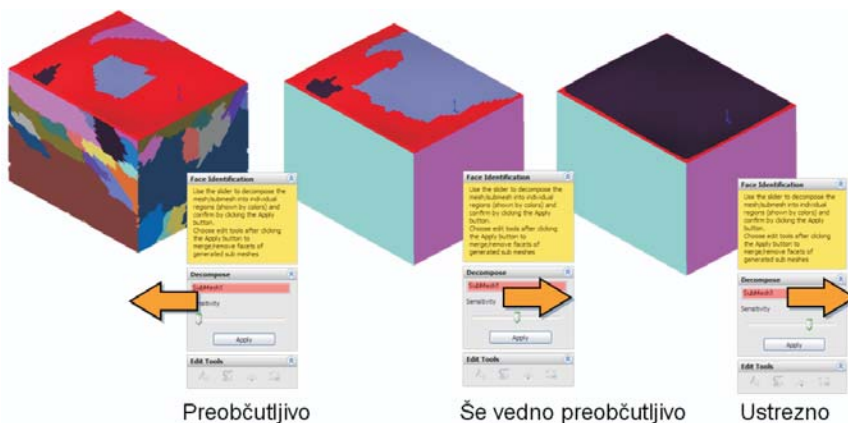 Face Identification
Use the slider to decompose the
mesh/submesh into individual
regions (shown by colors) and
confirm by clicking the Apply
button.
Choose edit tools after clicking
the Apply button to
merge/remove facets of
generated sub meshes
Decompose
SubMesh1
Apply
Edit Tools
Preobčutljivo
Face Identification
Use the slider to decompose the
mesh/submesh into individual
regions (shown by colors) and
confirm by clicking the Apply
button.
Choose edit tools after clicking
the Apply button to
merge/remove facets of
generated sub meshes
Decompose
Sensitivity
Apply
Edit Tools
Še vedno preobčutljivo
Face Identification
Use the slider to decompose the
mesh/submesh into individual
regions (shown by colors) and
confirm by clicking the Apply
button.
Choose edit tools after clicking
the Apply button to
merge/remove facets of
generated sub meshes
Decompose
Sensitivity
Apply
Edit Tools
Ustrezno